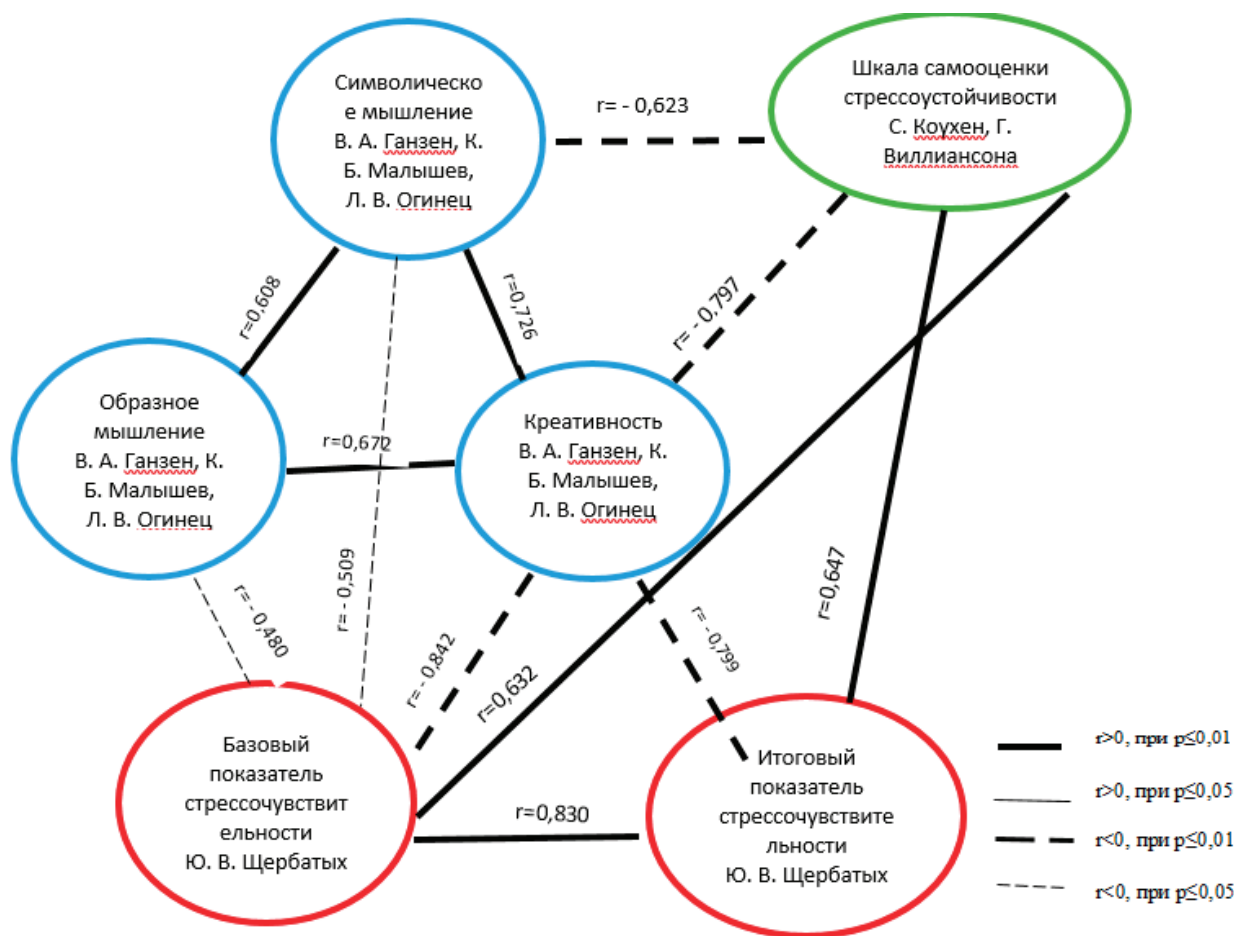 Символическо
е мышление
В. А. Ганзен, К.
Б. Малышев,
Л. В. Огинец
r= - 0,623
Шкала самооценки
стрессоустойчивости
С. Коухен, Г.
Виллиансона
r=0,608
r=0,726
r= - 0,797
Образное
мышление
В. А. Ганзен, К.
Б. Малышев,
Л. В. Огинец
r=0,672
Креативность
В. А. Ганзен, К.
Б. Малышев,
Л. В. Огинец
r= - 0,480
r= - 0,509
r= - 0,842
r=0,632
r= - 0,799
r=0,647
Базовый
показатель
стрессочувствит
ельности
Ю. В. Щербатых
r=0,830
Итоговый
показатель
стрессочувствите
льности
Ю. В. Щербатых
r>0, при p≤0,01
r>0, при p≤0,05
r<0, при p≤0,01
r<0, при p≤0,05